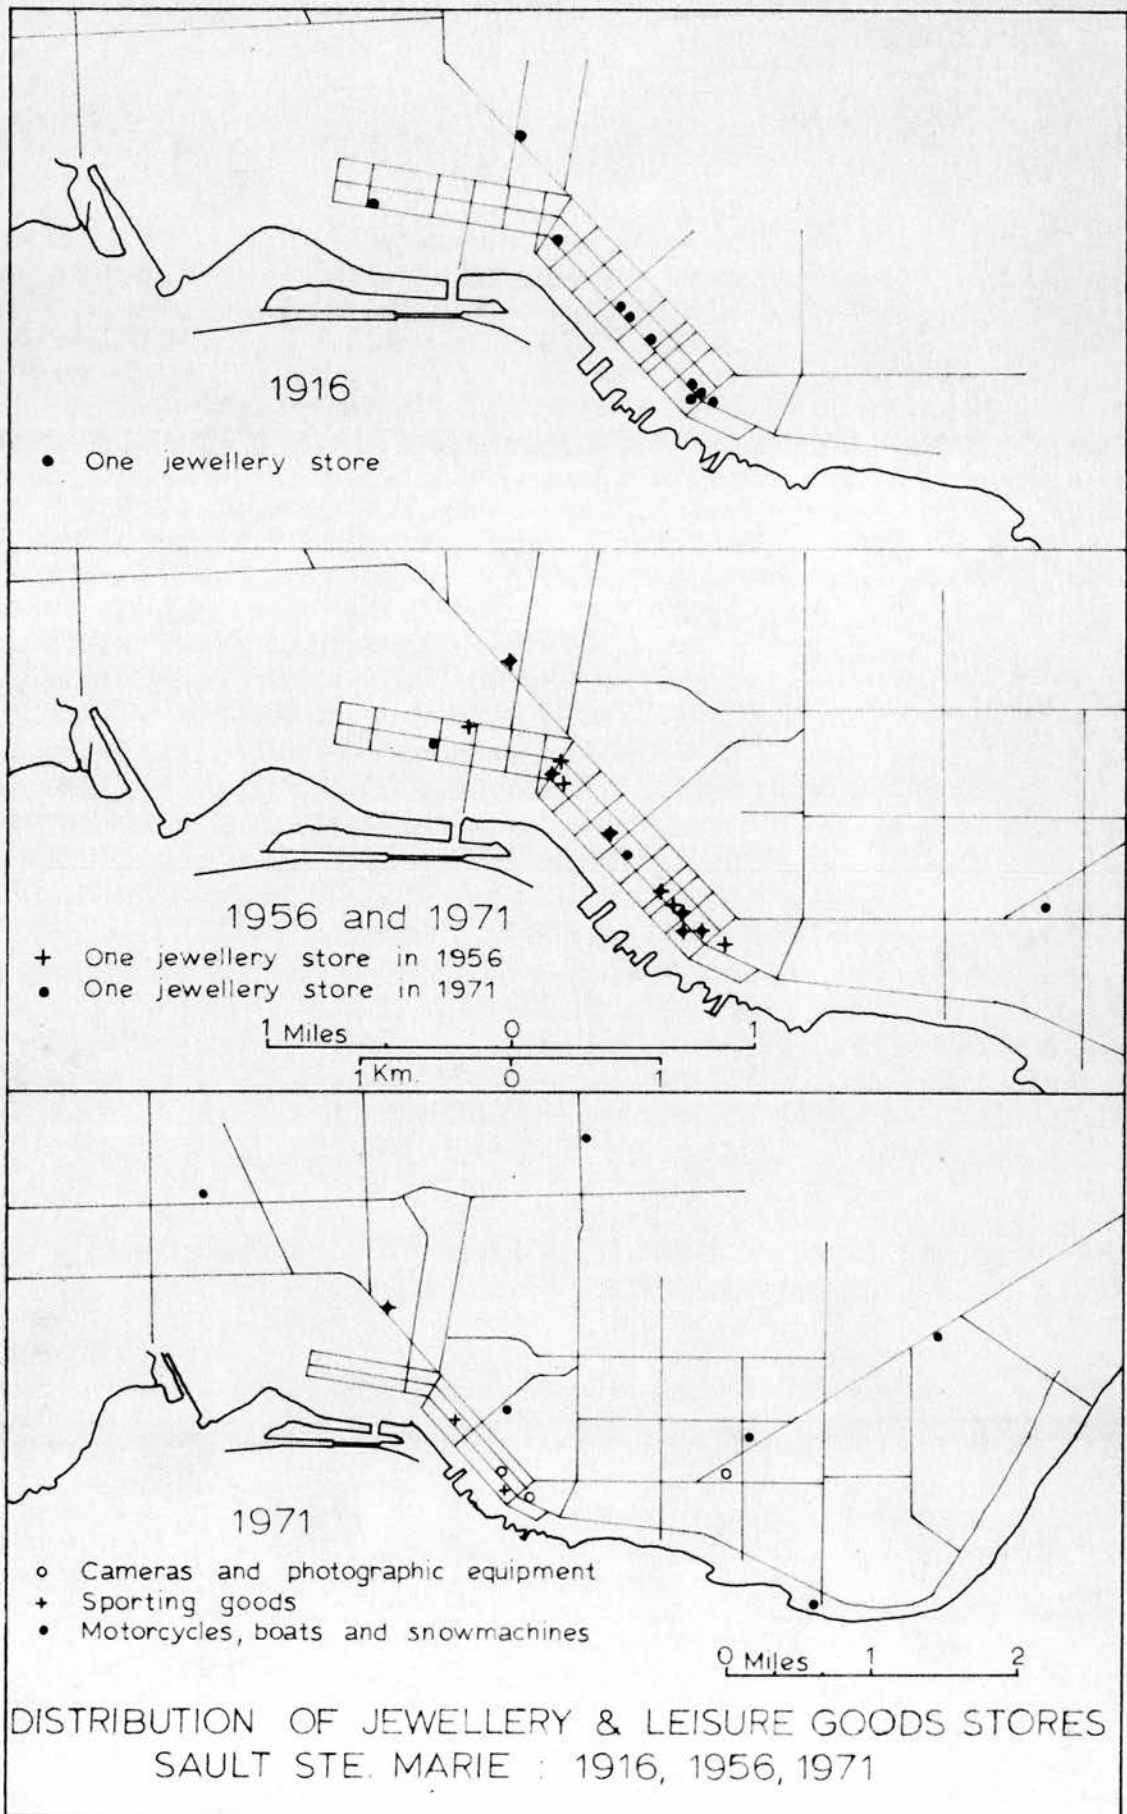 1916
● One jewellery store
1956 and 1971
+ One jewellery store in 1956
● One jewellery store in 1971
1 Miles 0 1
1 Km. 0 1
1971
o Cameras and photographic equipment
+ Sporting goods
● Motorcycles, boats and snowmachines
0 Miles 1 2
DISTRIBUTION OF JEWELLERY & LEISURE GOODS STORES
SAULT STE. MARIE : 1916, 1956, 1971